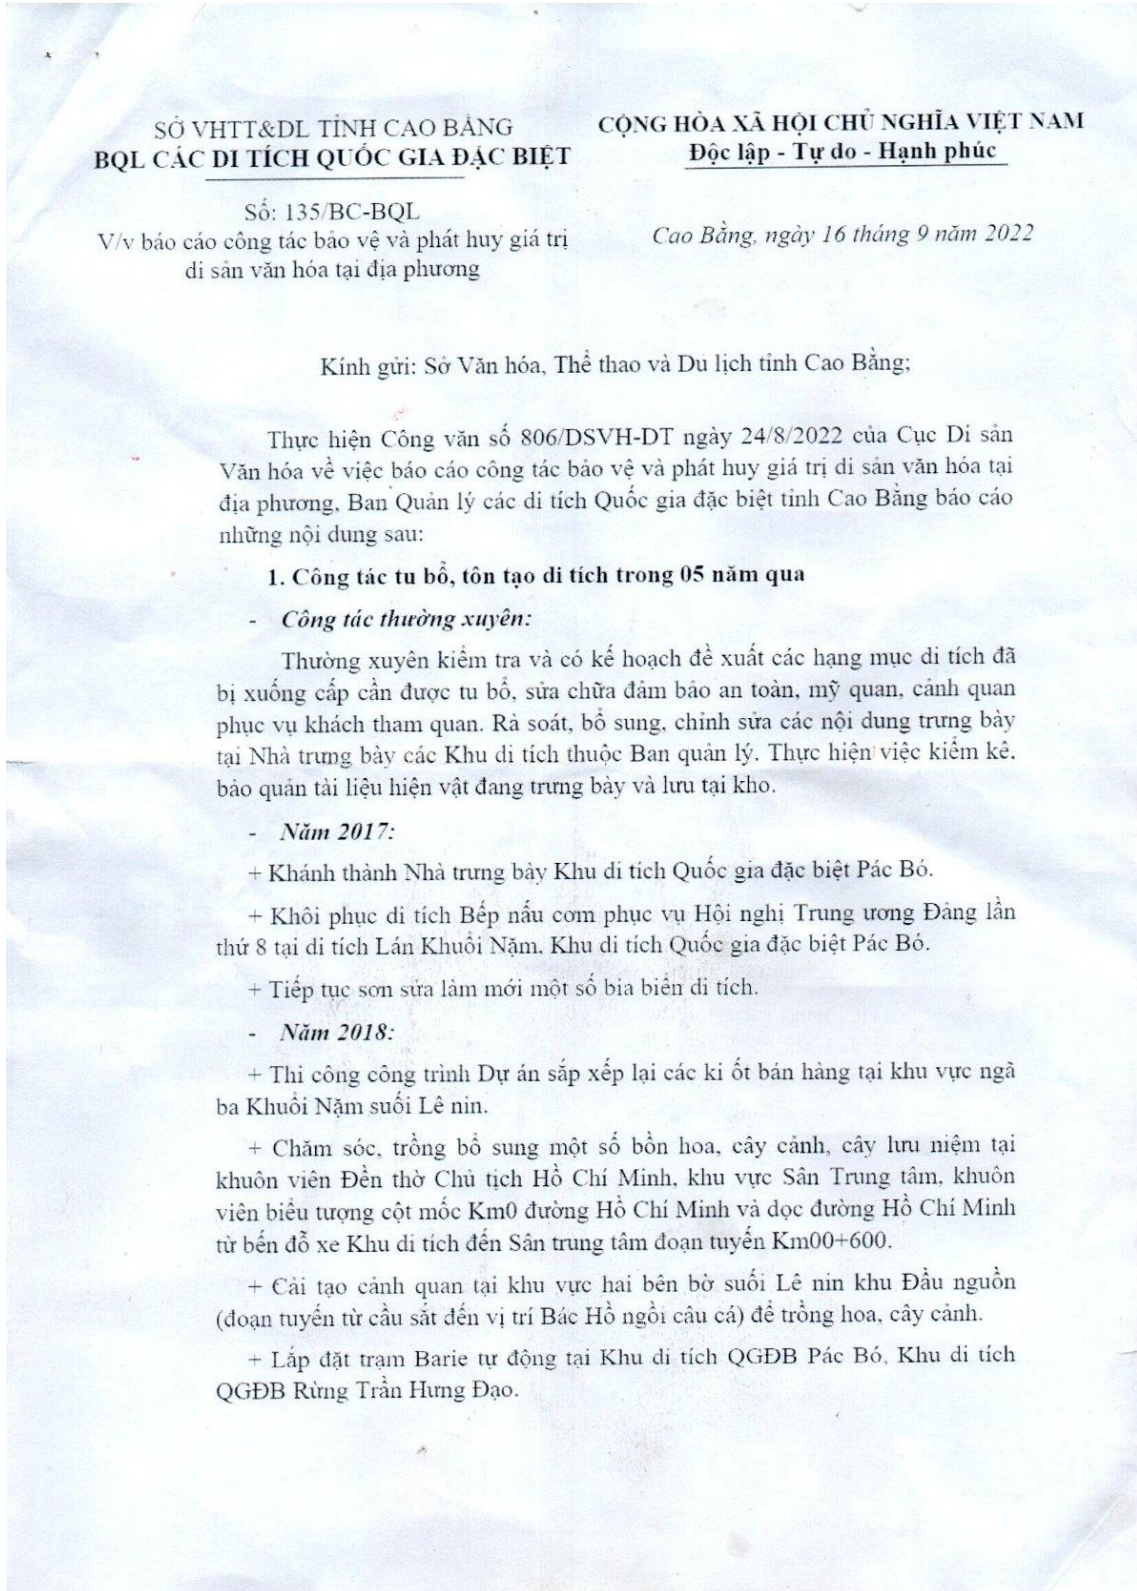 SỞ VHTT&DL TỈNH CAO BẰNG
BQL CÁC DI TÍCH QUỐC GIA ĐẶC BIỆT
CỘNG HÒA XÃ HỘI CHỦ NGHĨA VIỆT NAM
Độc lập - Tự do - Hạnh phúc
Số: 135/BC-BQL
V/v báo cáo công tác bảo vệ và phát huy giá trị
di sản văn hóa tại địa phương
Cao Bằng, ngày 16 tháng 9 năm 2022
Kính gửi: Sở Văn hóa, Thể thao và Du lịch tỉnh Cao Bằng;
Thực hiện Công văn số 806/DSVH-DT ngày 24/8/2022 của Cục Di sản
Văn hóa về việc báo cáo công tác bảo vệ và phát huy giá trị di sản văn hóa tại
địa phương, Ban Quản lý các di tích Quốc gia đặc biệt tỉnh Cao Bằng báo cáo
những nội dung sau:
1. Công tác tu bổ, tôn tạo di tích trong 05 năm qua
- Công tác thường xuyên:
Thường xuyên kiểm tra và có kế hoạch đề xuất các hạng mục di tích đã
bị xuống cấp cần được tu bổ, sửa chữa đảm bảo an toàn, mỹ quan, cảnh quan
phục vụ khách tham quan. Rà soát, bổ sung, chỉnh sửa các nội dung trưng bày
tại Nhà trưng bày các Khu di tích thuộc Ban quản lý. Thực hiện việc kiểm kê,
bảo quản tài liệu hiện vật đang trưng bày và lưu tại kho.
- Năm 2017:
+ Khánh thành Nhà trưng bày Khu di tích Quốc gia đặc biệt Pác Bó.
+ Khôi phục di tích Bếp nấu cơm phục vụ Hội nghị Trung ương Đảng lần
thứ 8 tại di tích Lán Khuổi Nặm, Khu di tích Quốc gia đặc biệt Pác Bó.
+ Tiếp tục sơn sửa làm mới một số bia biển di tích.
- Năm 2018:
+ Thi công công trình Dự án sắp xếp lại các ki ốt bán hàng tại khu vực ngã
ba Khuổi Nặm suối Lê nin.
+ Chăm sóc, trồng bổ sung một số bồn hoa, cây cảnh, cây lưu niệm tại
khuôn viên Đền thờ Chủ tịch Hồ Chí Minh, khu vực Sân Trung tâm, khuôn
viên biểu tượng cột mốc Km0 đường Hồ Chí Minh và dọc đường Hồ Chí Minh
từ bến đỗ xe Khu di tích đến Sân trung tâm đoạn tuyến Km00+600.
+ Cải tạo cảnh quan tại khu vực hai bên bờ suối Lê nin khu Đầu nguồn
(đoạn tuyến từ cầu sắt đến vị trí Bác Hồ ngồi câu cá) để trồng hoa, cây cảnh.
+ Lắp đặt trạm Barie tự động tại Khu di tích QGĐB Pác Bó, Khu di tích
QGĐB Rừng Trần Hưng Đạo.